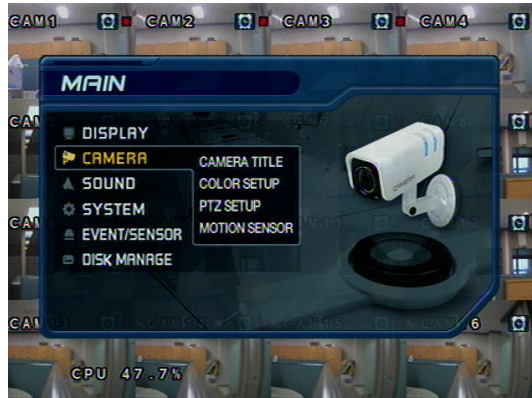 CAM1 CAM2 CAM3 CAM4
MAIN
DISPLAY
CAMERA
SOUND
SYSTEM
EVENT/SENSOR
DISK MANAGE
CAMERA TITLE
COLOR SETUP
PTZ SETUP
MOTION SENSOR
CPU 47.7%